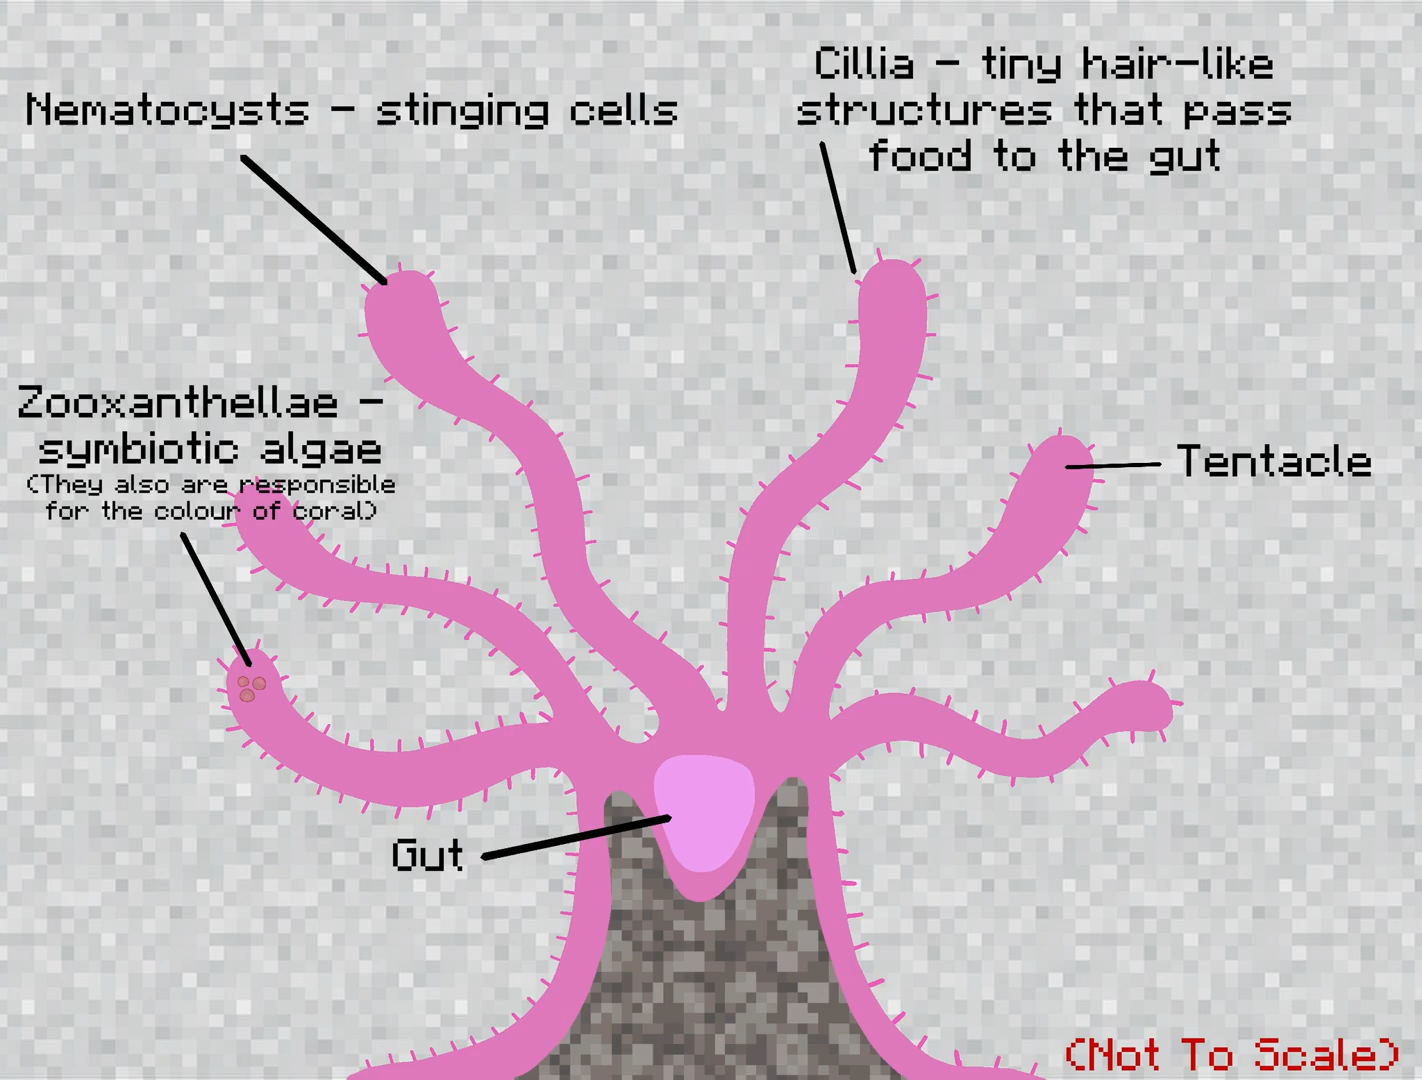 Cillia - tiny hair-like
structures that pass
food to the gut
Nematocysts - stinging cells
Zooxanthellae -
symbiotic algae
(They also are responsible
for the colour of coral)
Tentacle
Gut
(Not To Scale)